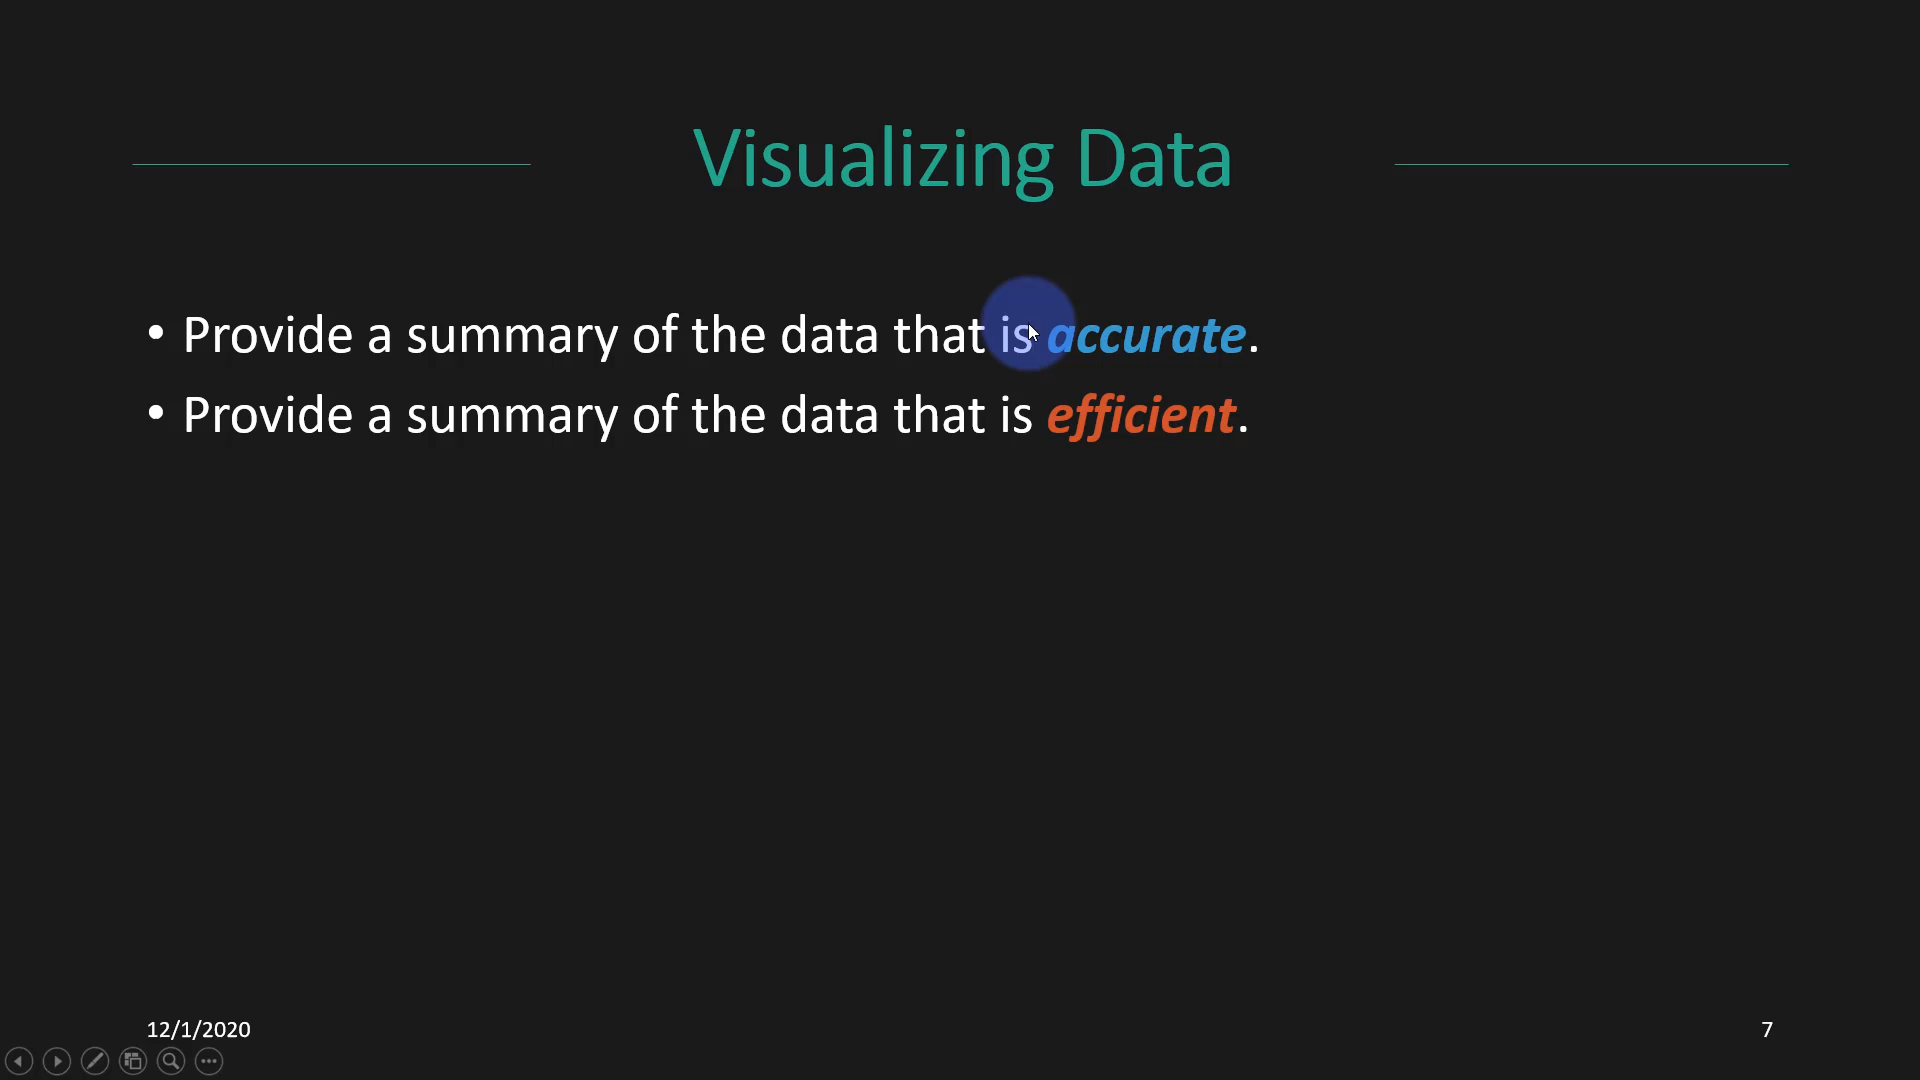 Visualizing Data
• Provide a summary of the data that is accurate.
• Provide a summary of the data that is efficient.
12/1/2020
7